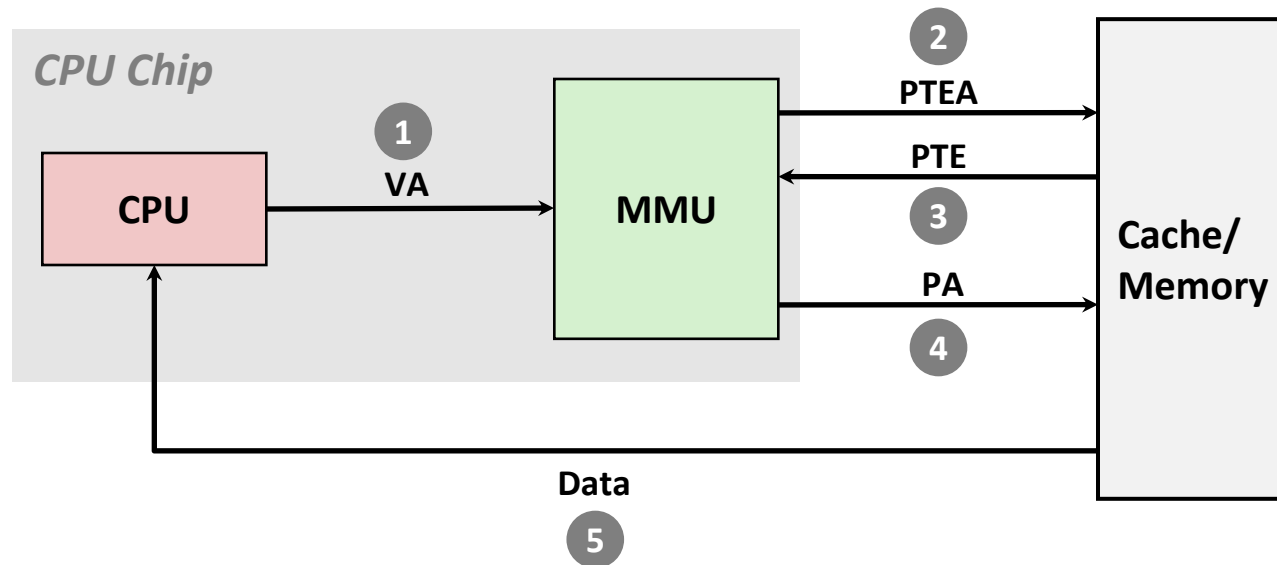 2
CPU Chip
PTEA
1
PTE
VA
CPU
MMU
3
Cache/
Memory
PA
4
Data
5